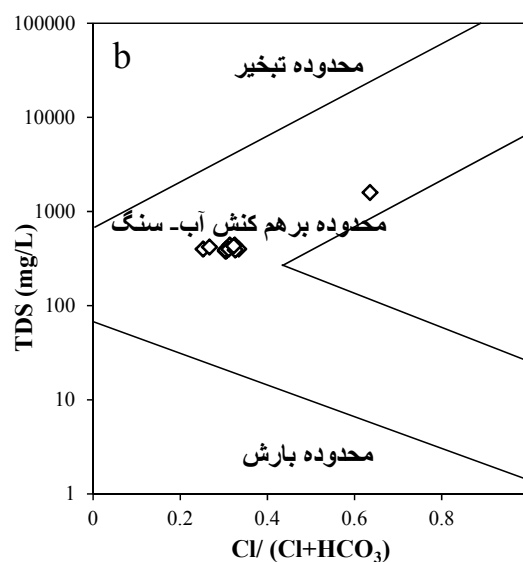 b
محدوده تبخیر
محدوده برهم کنش آب- سنگ
محدوده بارش
TDS (mg/L)
100000
10000
1000
100
10
1
0
0.2
0.4
0.6
0.8
Cl/ (Cl+HCO₃)